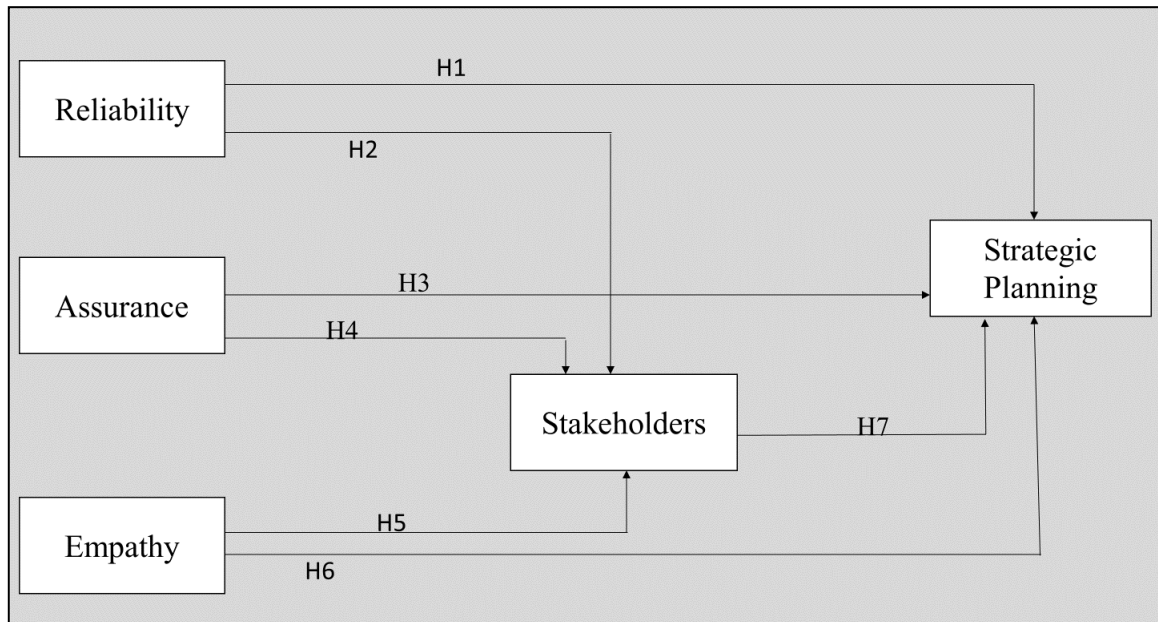 H1
Reliability
H2
Strategic
Planning
H3
Assurance
H4
Stakeholders
H7
H5
Empathy
H6